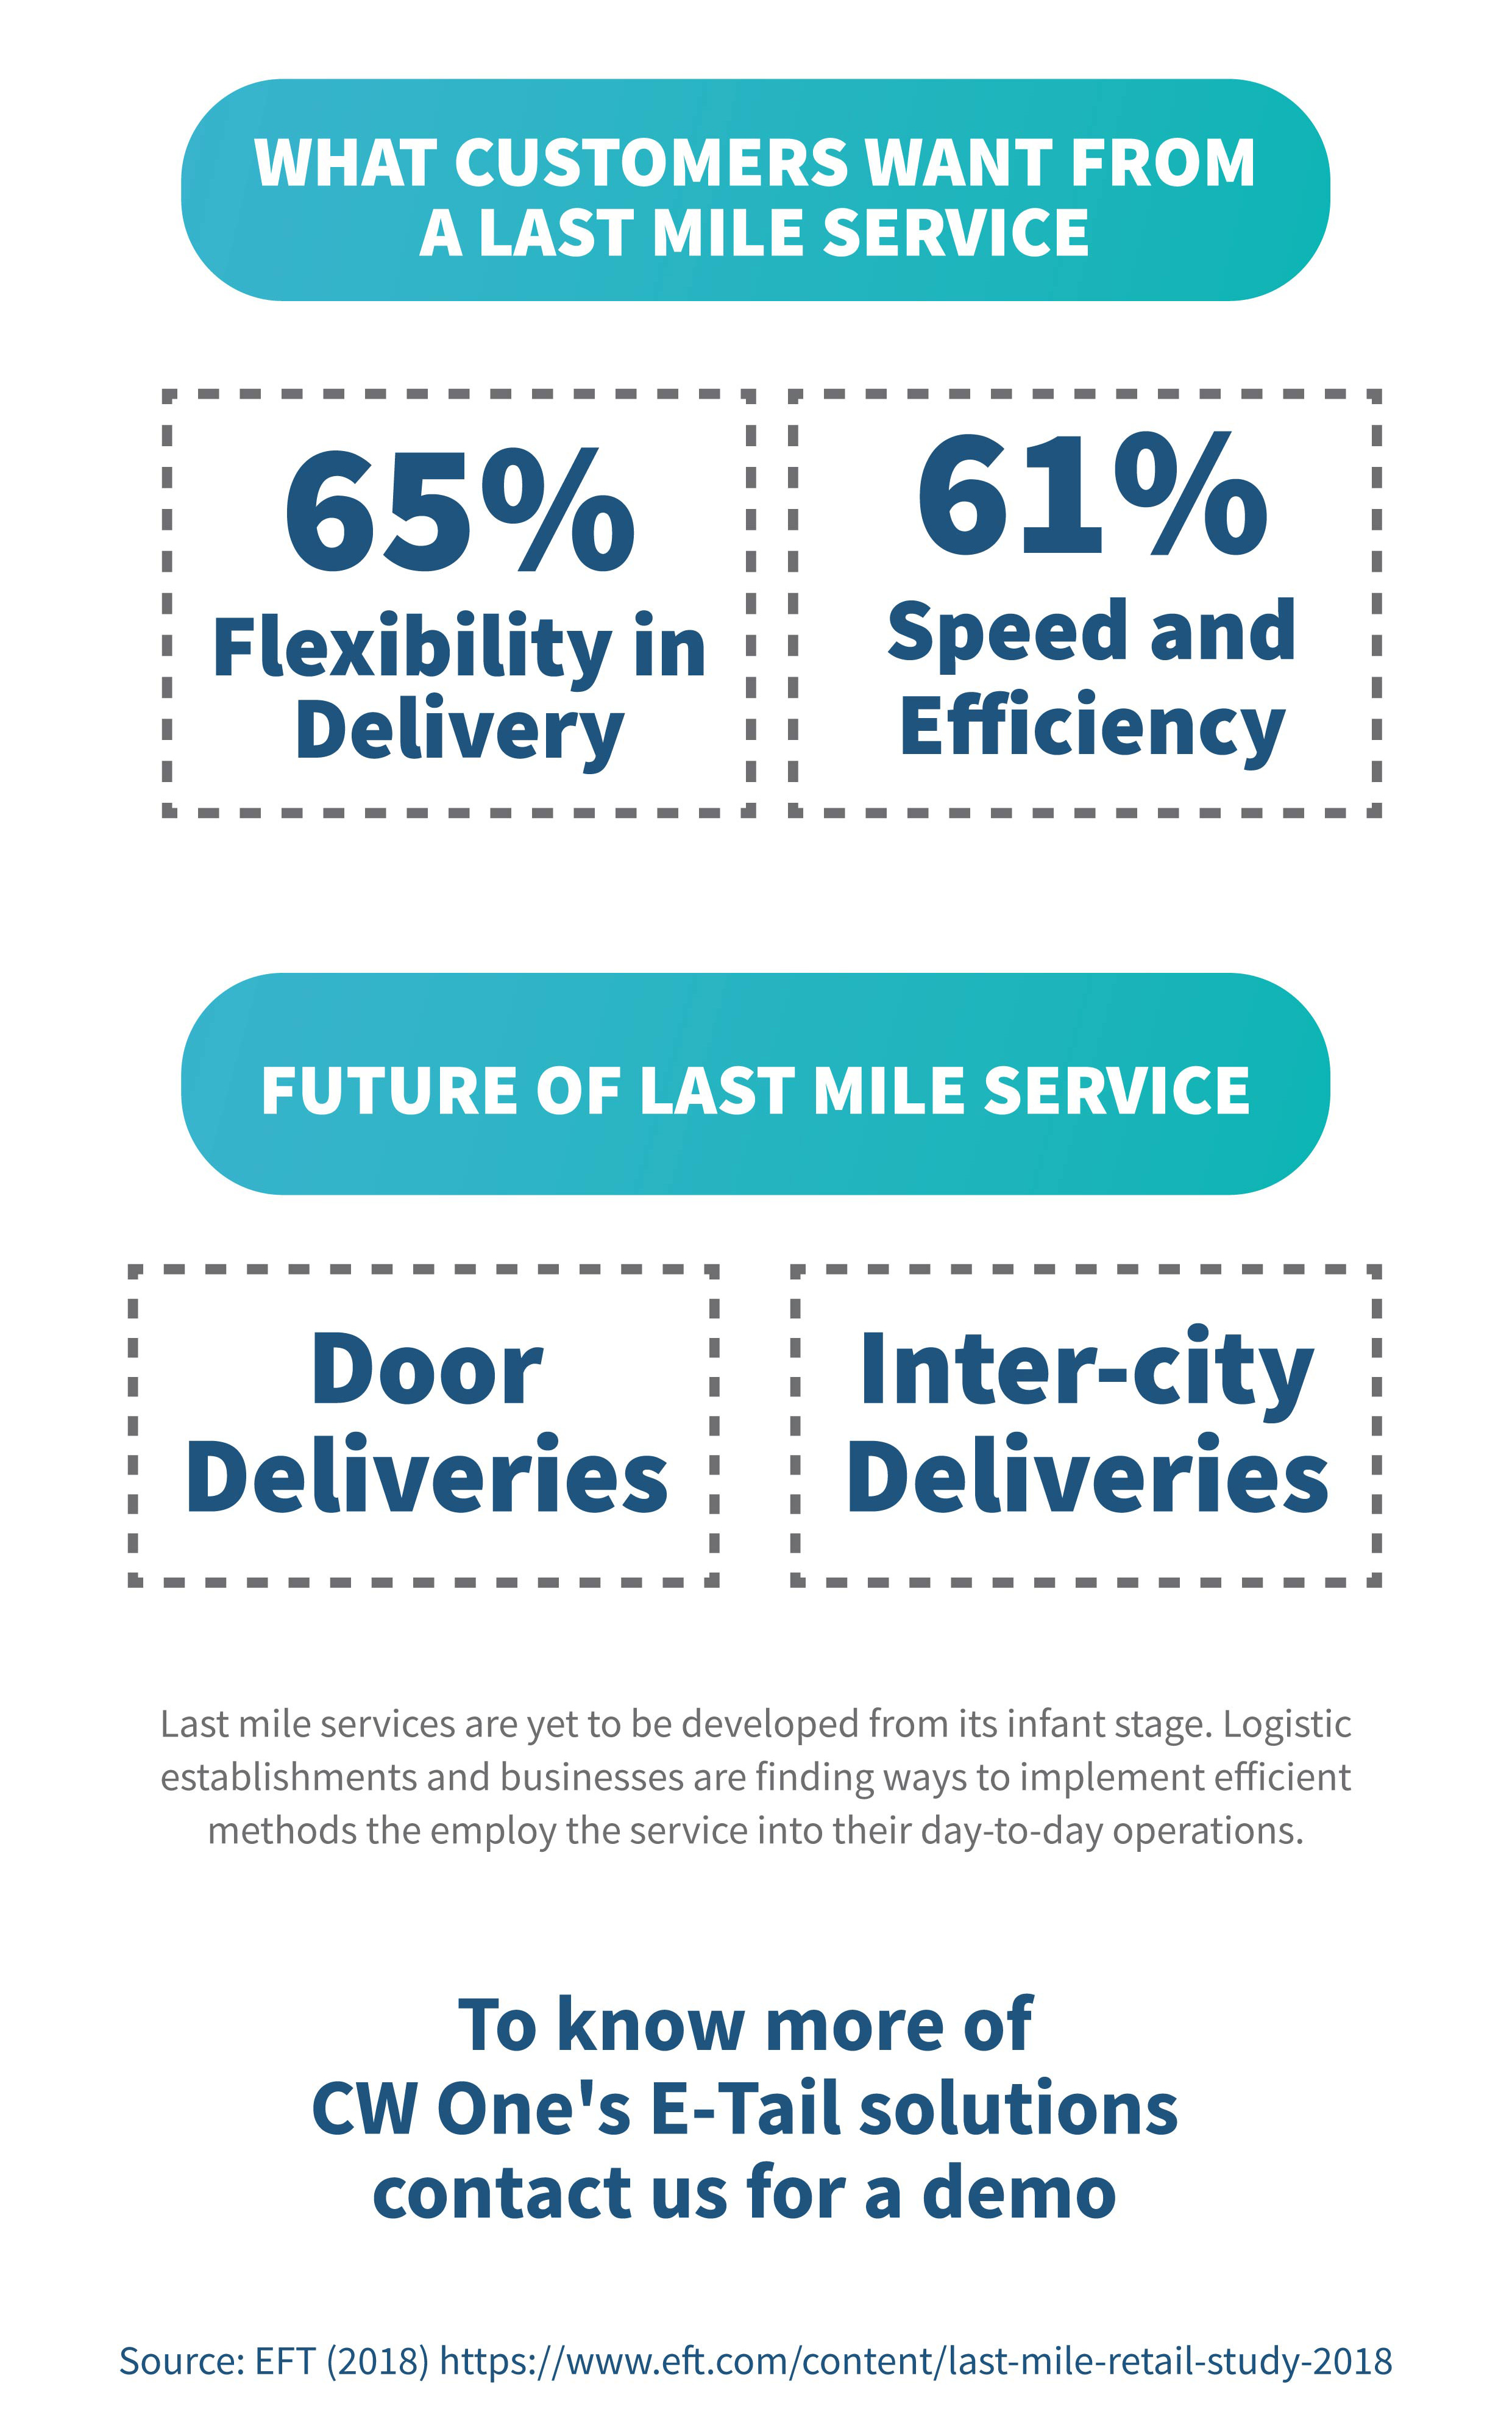 WHAT CUSTOMERS WANT FROM
A LAST MILE SERVICE
65%
Flexibility in
Delivery
61%
Speed and
Efficiency
FUTURE OF LAST MILE SERVICE
Door
Deliveries
Inter-city
Deliveries
Last mile services are yet to be developed from its infant stage. Logistic
establishments and businesses are finding ways to implement efficient
methods the employ the service into their day-to-day operations.
To know more of
CW One's E-Tail solutions
contact us for a demo
Source: EFT (2018) https://www.eft.com/content/last-mile-retail-study-2018